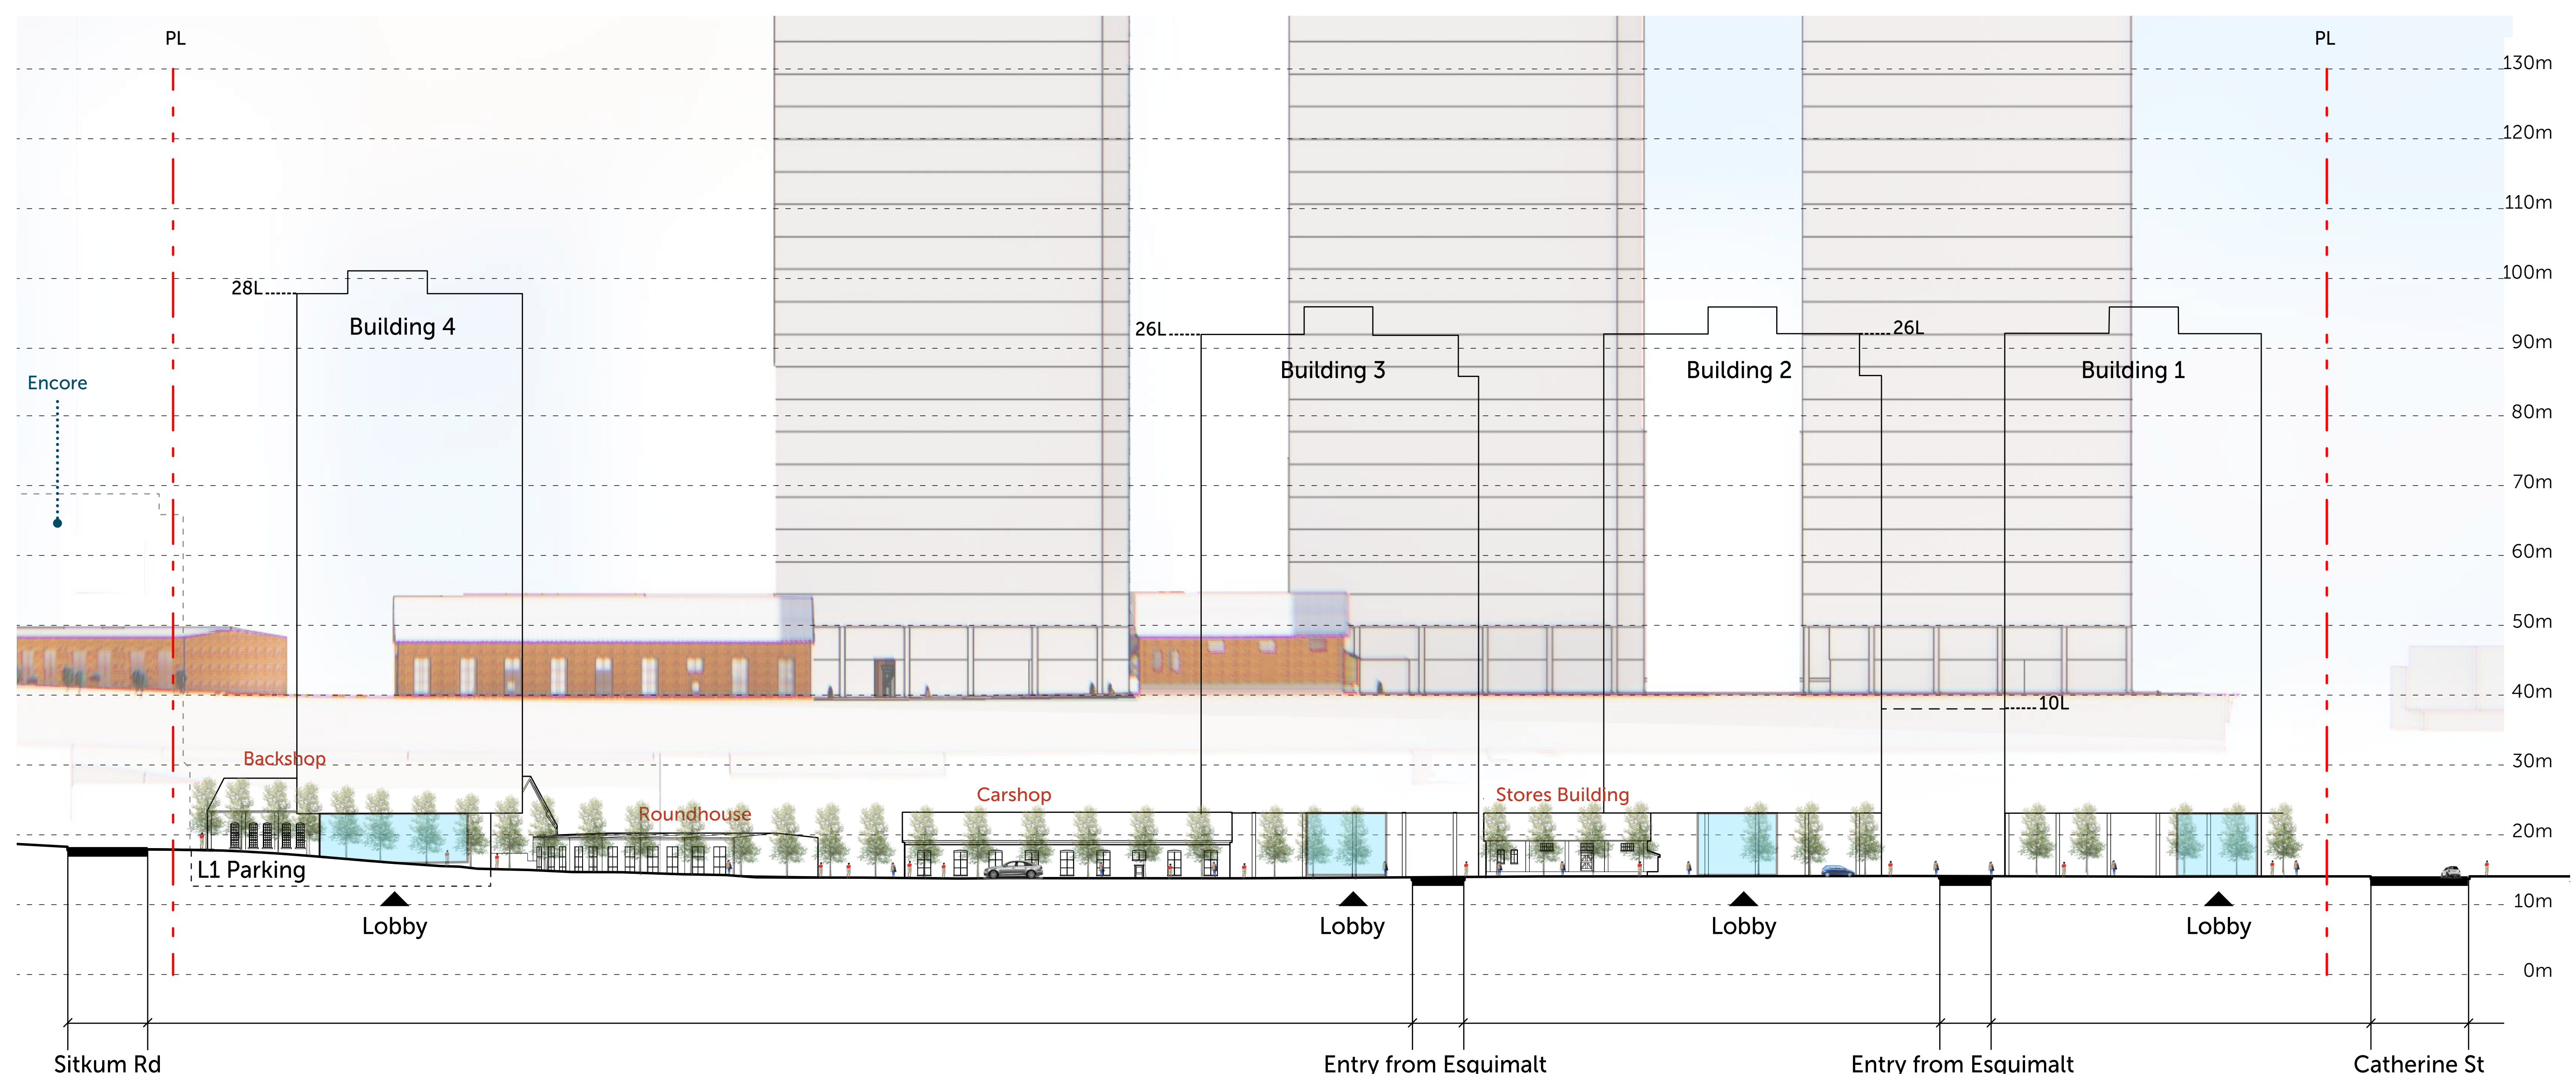 PL
PL
130m
120m
110m
100m
28L
Building 4
26L
26L
90m
Building 3
Building 2
Building 1
Encore
80m
70m
60m
50m
40m
10L
30m
Backshop
Carshop
Stores Building
Roundhouse
20m
L1 Parking
10m
Lobby
Lobby
Lobby
Lobby
0m
Sitkum Rd
Entry from Esquimalt
Entry from Esquimalt
Catherine St